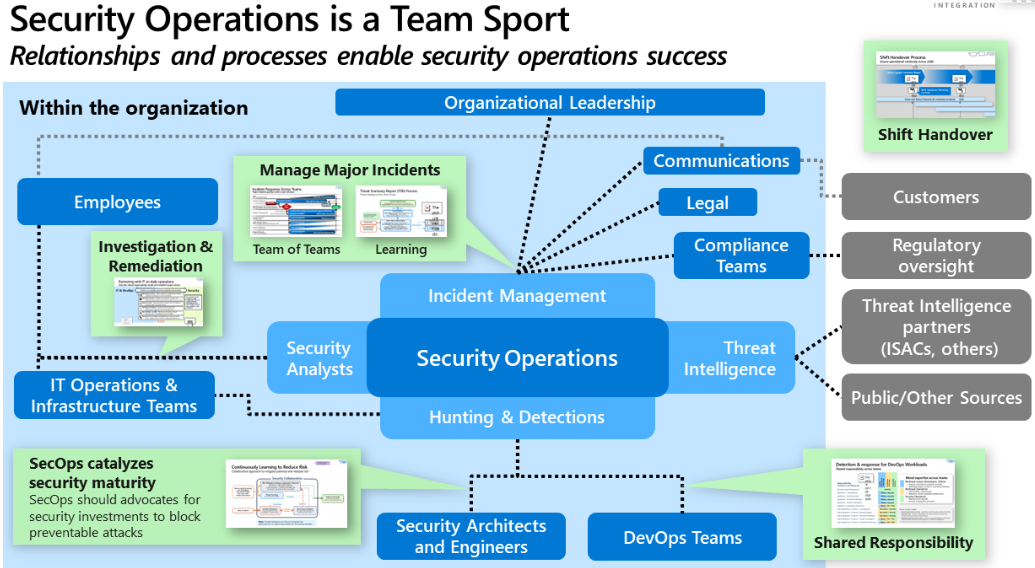 INTEGRATION
Security Operations is a Team Sport
Relationships and processes enable security operations success
Within the organization
Organizational Leadership
Shift Handover Process
Shift Handover
Communications
Manage Major Incidents
Employees
Legal
Customers
Team of Teams
Learning
Investigation &
Remediation
Compliance
Teams
Regulatory
oversight
Incident Management
Threat Intelligence
partners
(ISACs, others)
Security
Analysts
Security Operations
Threat
Intelligence
IT Operations &
Infrastructure Teams
Public/Other Sources
Hunting & Detections
SecOps catalyzes
security maturity
SecOps should advocates for
security investments to block
preventable attacks
Continuously Learning to Reduce Risk
Detection & response for DevOps Workloads
Security Architects
and Engineers
DevOps Teams
Shared Responsibility